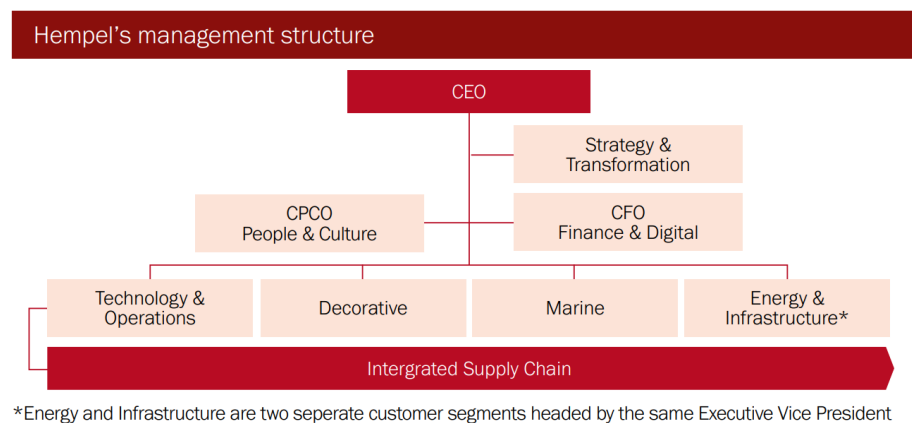 Hempel's management structure
CEO
Strategy &
Transformation
CPCO
People & Culture
CFO
Finance & Digital
Technology &
Operations
Decorative
Marine
Energy &
Infrastructure*
Intergrated Supply Chain
*Energy and Infrastructure are two seperate customer segments headed by the same Executive Vice President